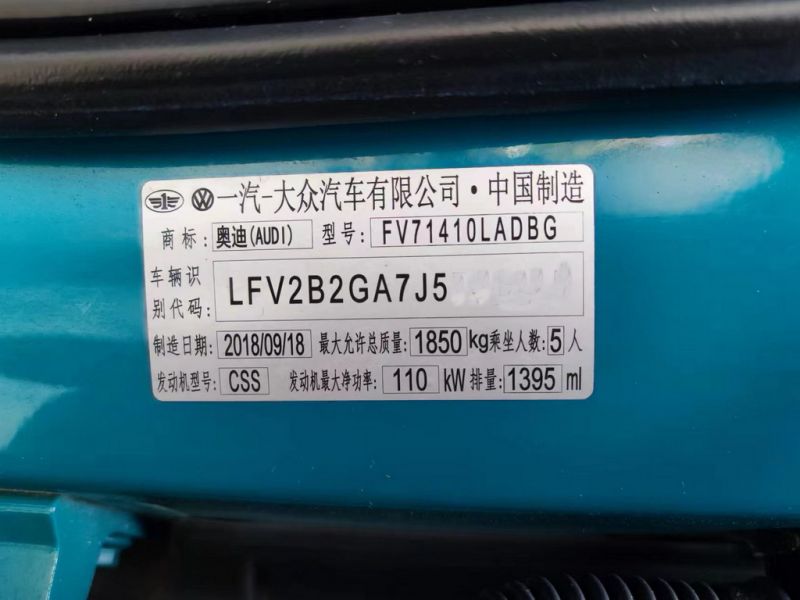 一汽-大众汽车有限公司·中国制造
商标: 奥迪(AUDI) 型号: FV71410LADBG
车辆识
别代码: LFV2B2GA7J5
制造日期: 2018/09/18 最大允许总质量: 1850 kg 乘坐人数: 5 人
发动机型号: CSS 发动机最大净功率: 110 kW 排量: 1395 ml